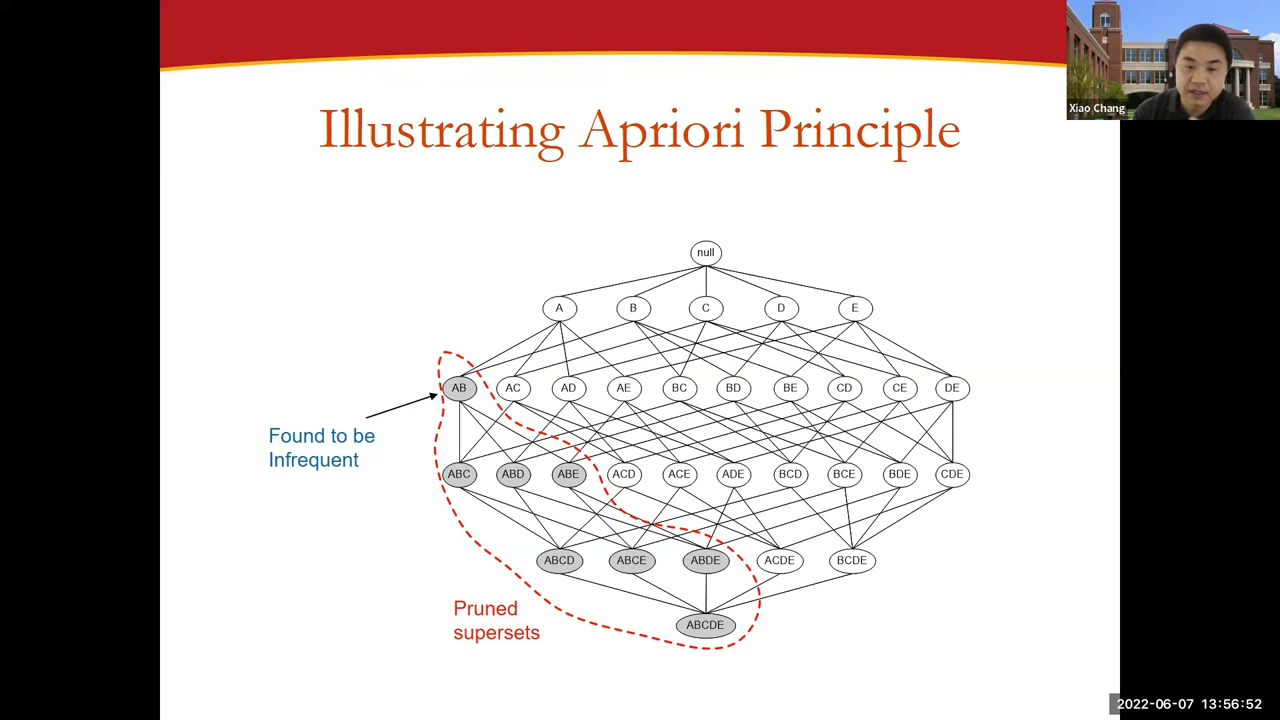 Xiao Chang
Illustrating Apriori Principle
null
A B C D E
AB AC AD AE BC BD BE CD CE DE
Found to be
Infrequent
ABC ABD ABE ACD ACE ADE BCD BCE BDE CDE
ABCD ABCE ABDE ACDE BCDE
Pruned
supersets
ABCDE
2022-06-07 13:56:52